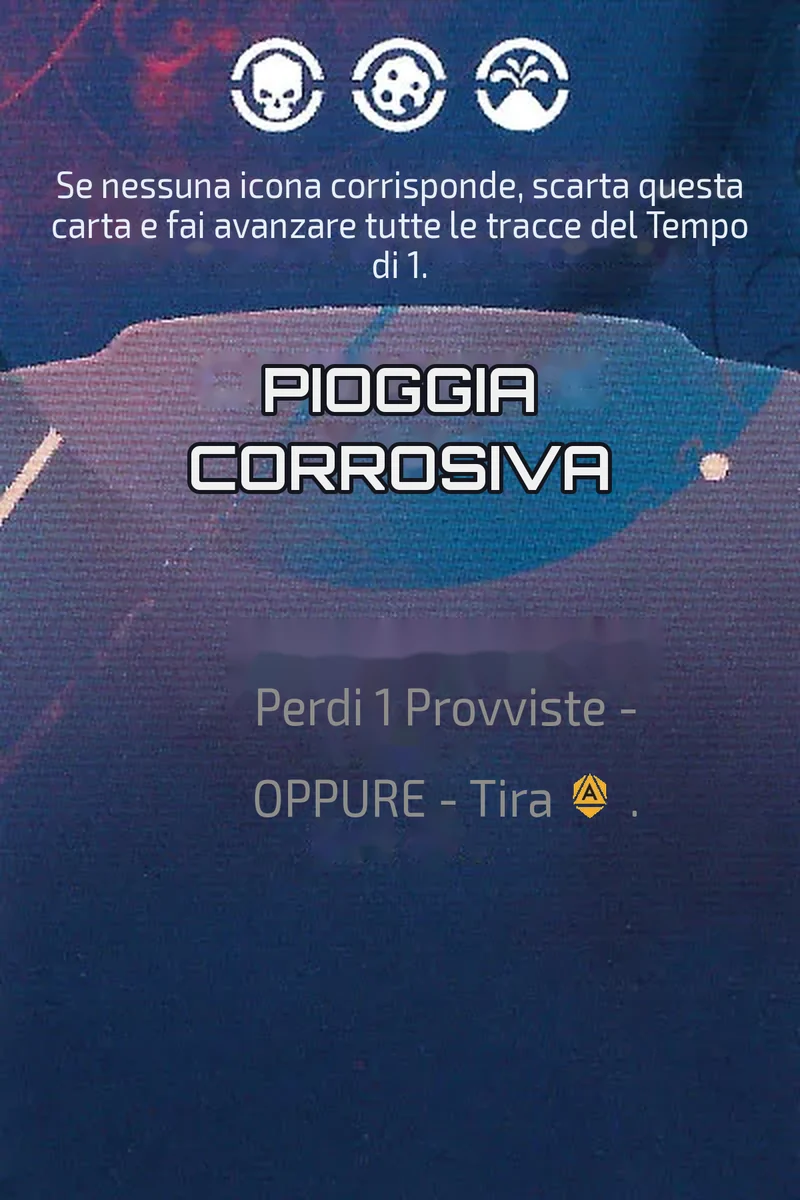 Se nessuna icona corrisponde, scarta questa
carta e fai avanzare tutte le tracce del Tempo
di 1.
PIOGGIA
CORROSIVA
Perdi 1 Provviste -
OPPURE - Tira A .